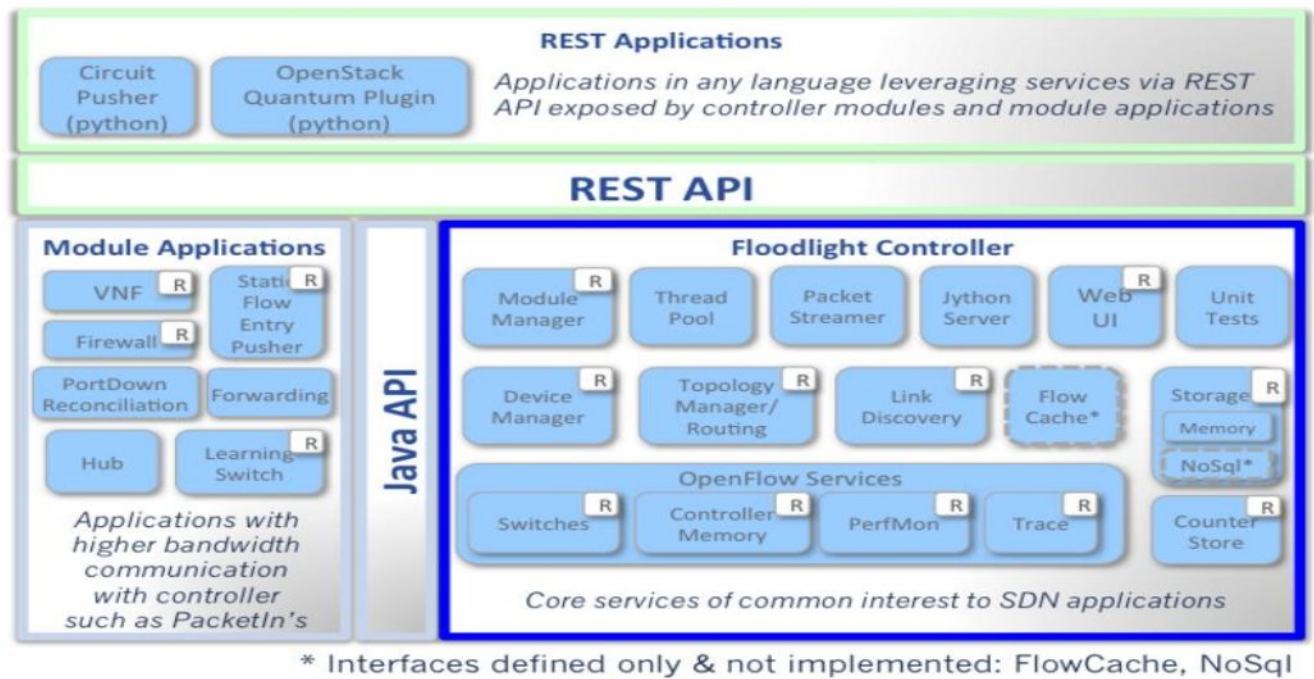 REST Applications
Circuit
Pusher
(python)
OpenStack
Quantum Plugin
(python)
Applications in any language leveraging services via REST
API exposed by controller modules and module applications
REST API
Module Applications
VNF R
Static R
Flow
Entry
Pusher
Firewall R
PortDown
Reconciliation
Forwarding
Hub
Learning R
Switch
Applications with
higher bandwidth
communication
with controller
such as PacketIn's
Java API
Floodlight Controller
Module R
Manager
Thread
Pool
Packet
Streamer
Jython
Server
Web R
UI
Unit
Tests
Device R
Manager
Topology R
Manager/
Routing
Link R
Discovery
Flow
Cache*
Storage R
Memory
NoSql*
OpenFlow Services
Switches R
Controller R
Memory
PerfMon R
Trace R
Counter R
Store
Core services of common interest to SDN applications
* Interfaces defined only & not implemented: FlowCache, NoSql